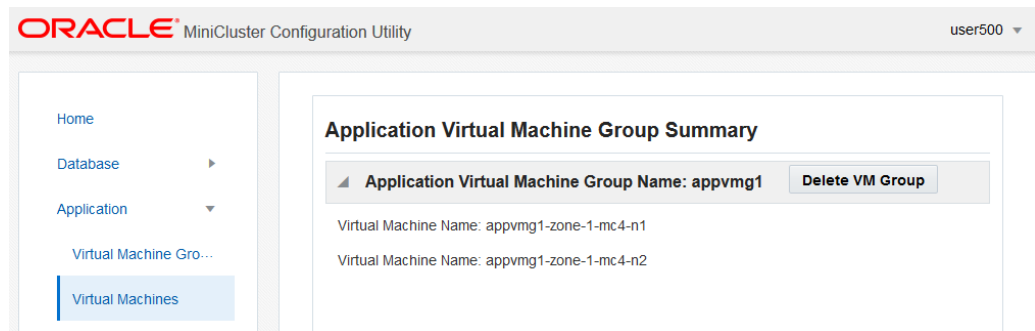 ORACLE MiniCluster Configuration Utility
user500
Home
Database
Application
Virtual Machine Gro...
Virtual Machines
Application Virtual Machine Group Summary
Application Virtual Machine Group Name: appvmg1
Delete VM Group
Virtual Machine Name: appvmg1-zone-1-mc4-n1
Virtual Machine Name: appvmg1-zone-1-mc4-n2